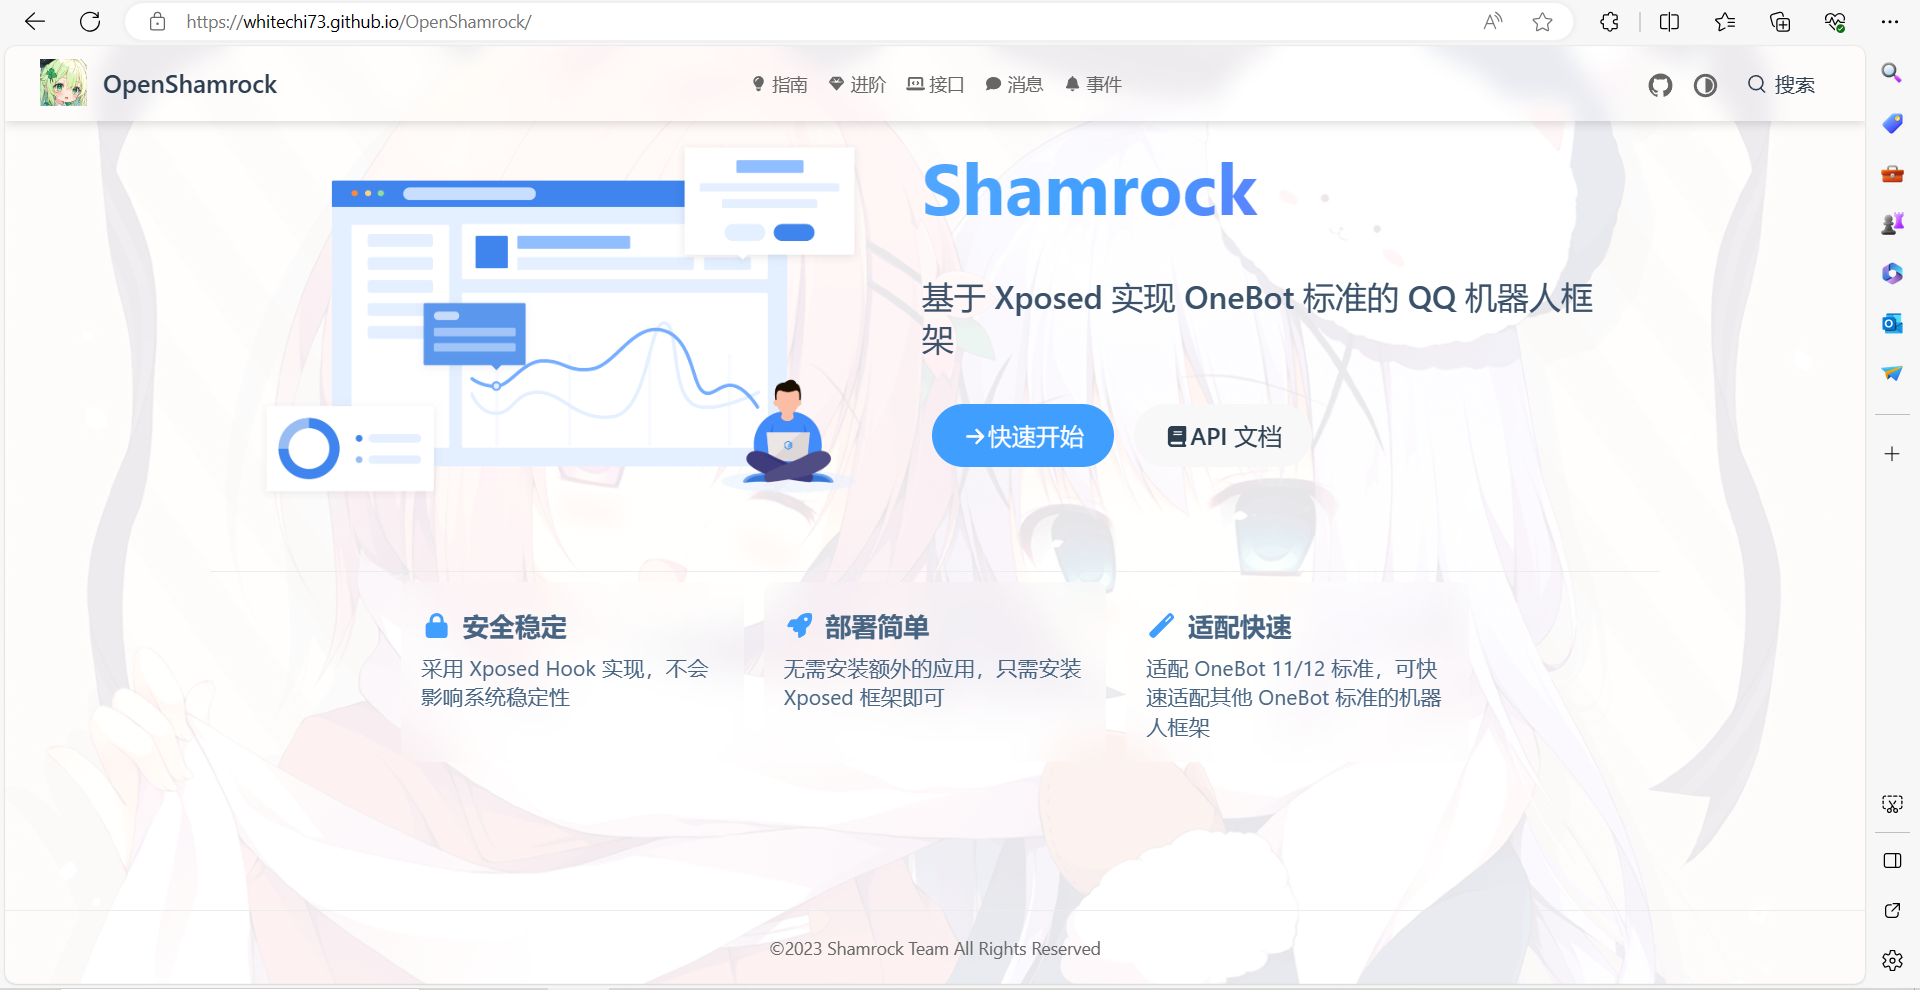 https://whitechi73.github.io/OpenShamrock/
OpenShamrock
指南
进阶
接口
消息
事件
搜索
Shamrock
基于 Xposed 实现 OneBot 标准的 QQ 机器人框
架
快速开始
API 文档
安全稳定
采用 Xposed Hook 实现，不会
影响系统稳定性
部署简单
无需安装额外的应用，只需安装
Xposed 框架即可
适配快速
适配 OneBot 11/12 标准，可快
速适配其他 OneBot 标准的机器
人框架
©2023 Shamrock Team All Rights Reserved